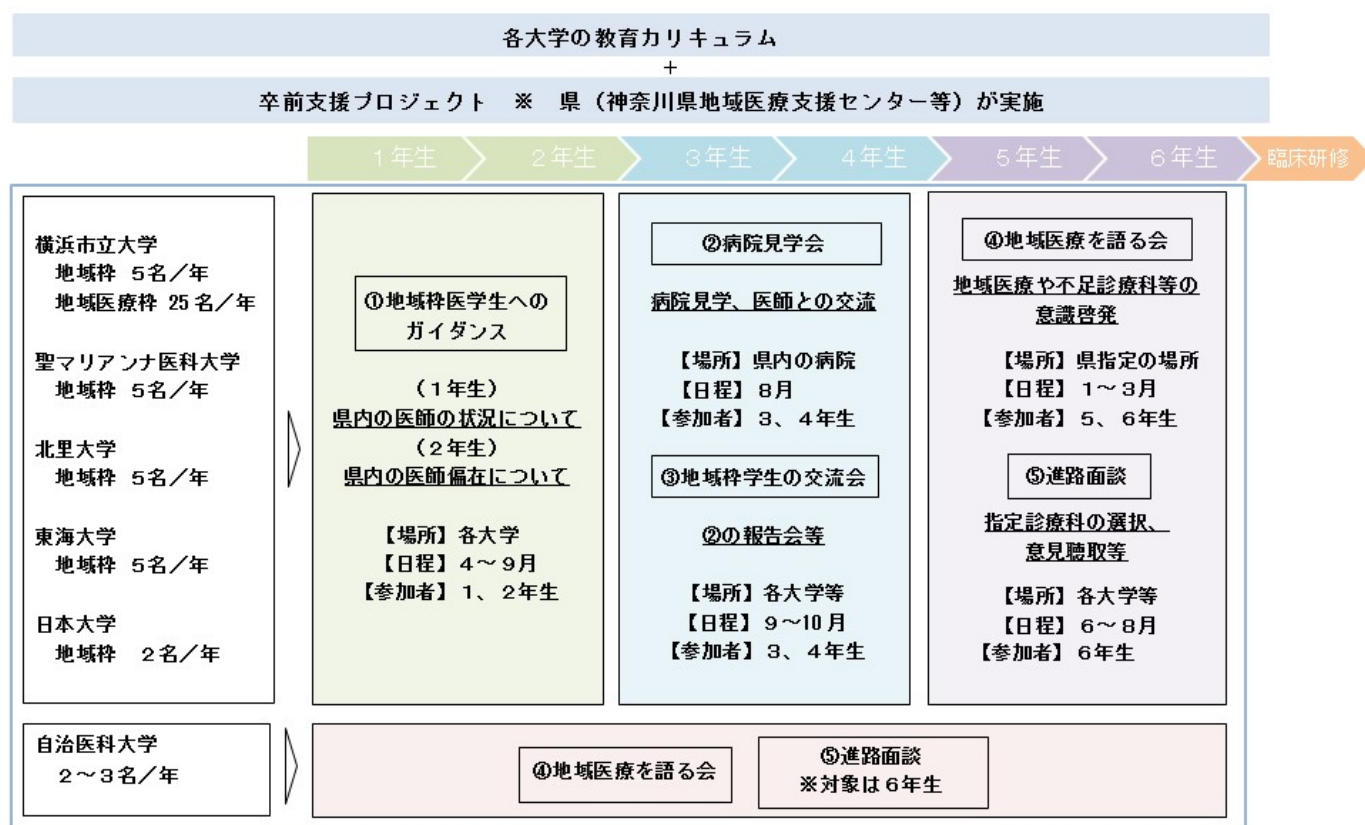 各大学の教育カリキュラム
+
卒前支援プロジェクト ※ 県（神奈川県地域医療支援センター等）が実施
1年生
2年生
3年生
4年生
5年生
6年生
臨床研修
横浜市立大学
地域枠 5名／年
地域医療枠 25名／年
聖マリアンナ医科大学
地域枠 5名／年
北里大学
地域枠 5名／年
東海大学
地域枠 5名／年
日本大学
地域枠 2名／年
①地域枠医学生への
ガイダンス
（1年生）
県内の医師の状況について
（2年生）
県内の医師偏在について
【場所】各大学
【日程】4～9月
【参加者】1、2年生
②病院見学会
病院見学、医師との交流
【場所】県内の病院
【日程】8月
【参加者】3、4年生
③地域枠学生の交流会
②の報告会等
【場所】各大学等
【日程】9～10月
【参加者】3、4年生
④地域医療を語る会
地域医療や不足診療科等の
意識啓発
【場所】県指定の場所
【日程】1～3月
【参加者】5、6年生
⑤進路面談
指定診療科の選択、
意見聴取等
【場所】各大学等
【日程】6～8月
【参加者】6年生
自治医科大学
2～3名／年
④地域医療を語る会
⑤進路面談
※対象は6年生